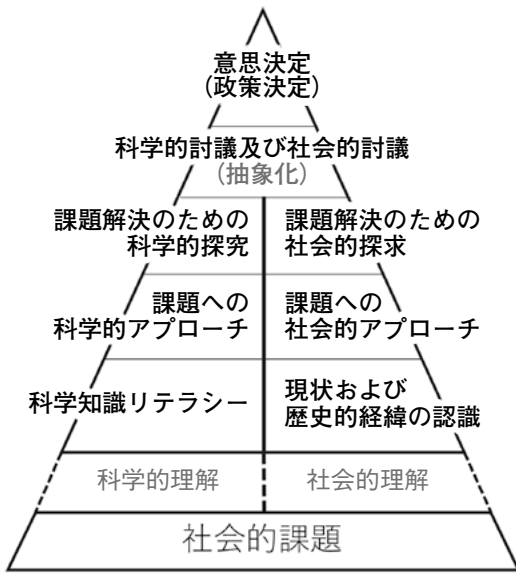 意思決定
(政策決定)
科学的討議及び社会的討議
(抽象化)
課題解決のための
科学的探究
課題解決のための
社会的探求
課題への
科学的アプローチ
課題への
社会的アプローチ
科学知識リテラシー
現状および
歴史的経緯の認識
科学的理解
社会的理解
社会的課題